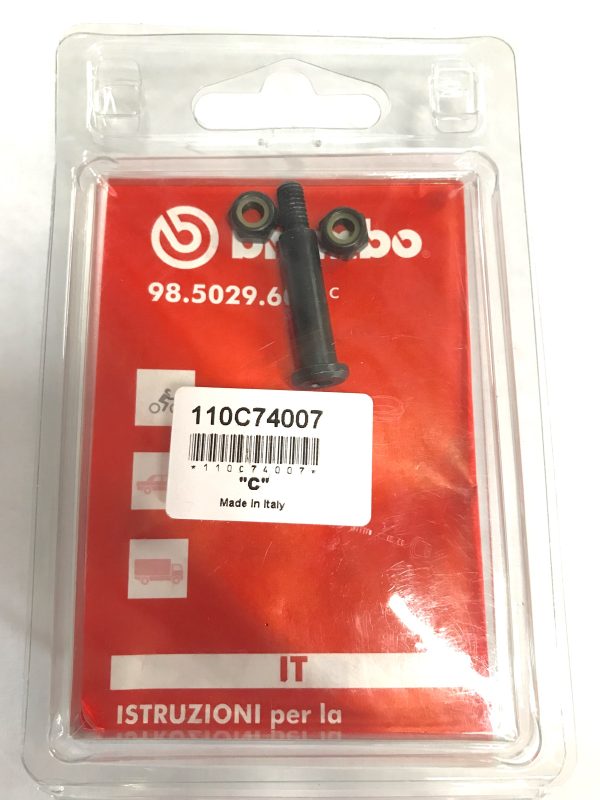 brembo
98.5029.6 C
110C74007
*110C74007*
"C"
Made in Italy
IT
ISTRUZIONI per la